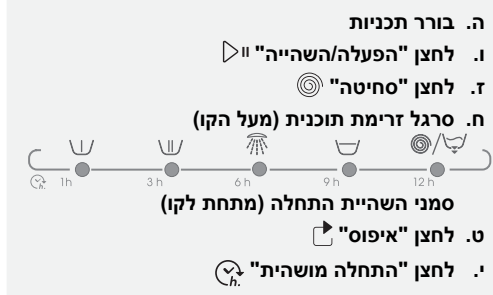 ה. בורר תכניות
ו. לחצן "הפעלה/השהייה"
ז. לחצן "סחיטה"
ח. סרגל זרימת תוכנית (מעל הקו)
h. 1h 3h 6h 9h 12h
סמני השהיית התחלה (מתחת לקו)
ט. לחצן "איפוס"
י. לחצן "התחלה מושהית" h.